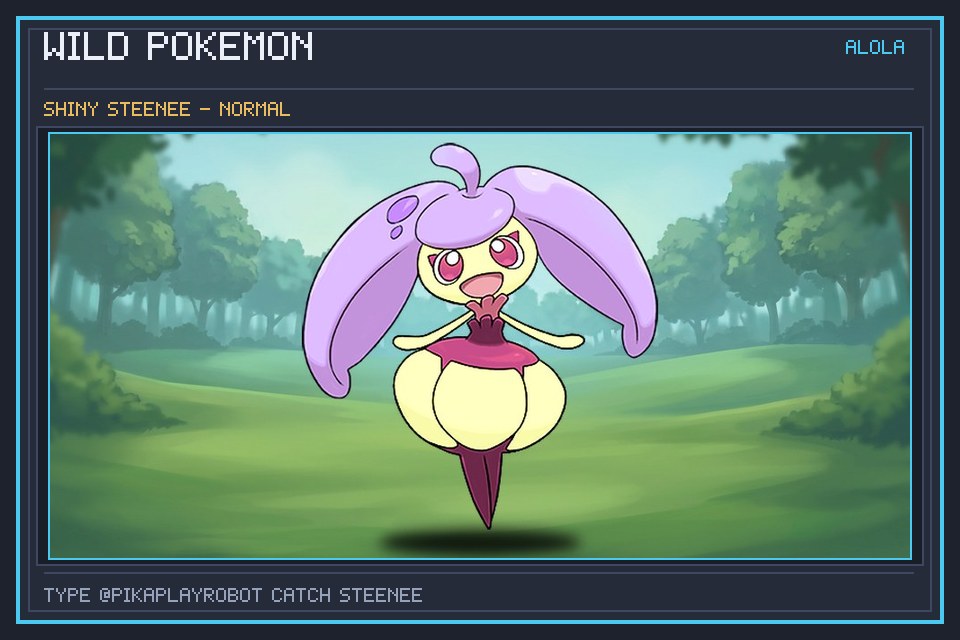 WILD POKEMON
ALOLA
SHINY STEENEE - NORMAL
TYPE @PIKAPLAYROBOT CATCH STEENEE